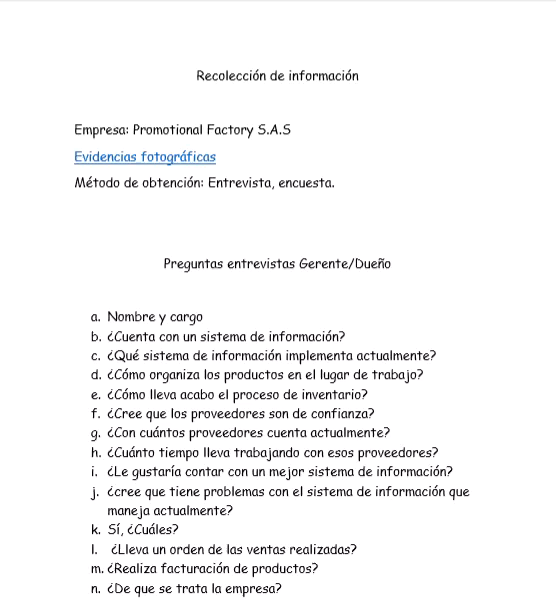 Recolección de información
Empresa: Promotional Factory S.A.S
Evidencias fotográficas
Método de obtención: Entrevista, encuesta.
Preguntas entrevistas Gerente/Dueño
a. Nombre y cargo
b. ¿Cuenta con un sistema de información?
c. ¿Qué sistema de información implementa actualmente?
d. ¿Cómo organiza los productos en el lugar de trabajo?
e. ¿Cómo lleva acabo el proceso de inventario?
f. ¿Cree que los proveedores son de confianza?
g. ¿Con cuántos proveedores cuenta actualmente?
h. ¿Cuánto tiempo lleva trabajando con esos proveedores?
i. ¿Le gustaría contar con un mejor sistema de información?
j. ¿cree que tiene problemas con el sistema de información que
maneja actualmente?
k. Sí, ¿Cuáles?
l. ¿Lleva un orden de las ventas realizadas?
m. ¿Realiza facturación de productos?
n. ¿De que se trata la empresa?